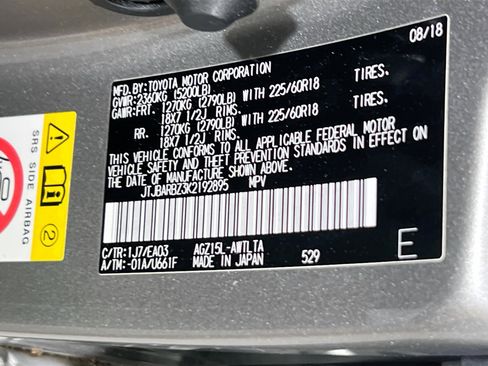 08/18
MFD. BY:TOYOTA MOTOR CORPORATION
GVWR:2360KG (5200LB)
GAWR:FRT. 1270KG (2790LB) WITH 225/60R18 TIRES.
18X7 1/2J RIMS.
RR. 1270KG (2790LB) WITH 225/60R18 TIRES.
18X7 1/2J RIMS.
THIS VEHICLE CONFORMS TO ALL APPLICABLE FEDERAL MOTOR
VEHICLE SAFETY AND THEFT PREVENTION STANDARDS IN EFFECT ON
THE DATE OF MANUFACTURE SHOWN ABOVE.
JTJBARBZ3K2192895 MPV
C/TR:1J7/EA03 AGZ15L-AWTLTA
A/TM:-01A/U661F MADE IN JAPAN 529
E
SRS SIDE AIRBAG
2